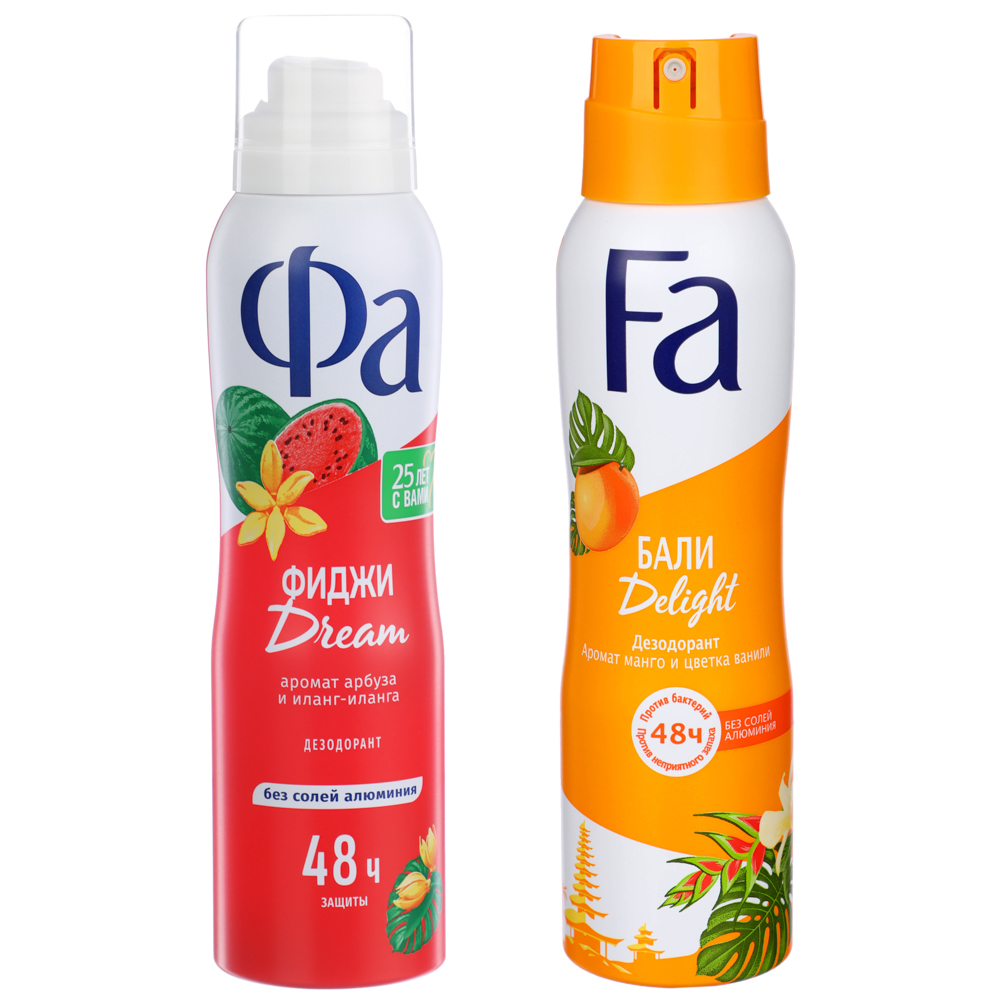 Фа
25 ЛЕТ
С ВАМИ
ФИДЖИ
Dream
аромат арбуза
и иланг-иланга
ДЕЗОДОРАНТ
без солей алюминия
48 ч
ЗАЩИТЫ
Fa
БАЛИ
Delight
Дезодорант
Аромат манго и цветка ванили
Против бактерий
48ч
Против неприятного запаха
БЕЗ СОЛЕЙ
АЛЮМИНИЯ